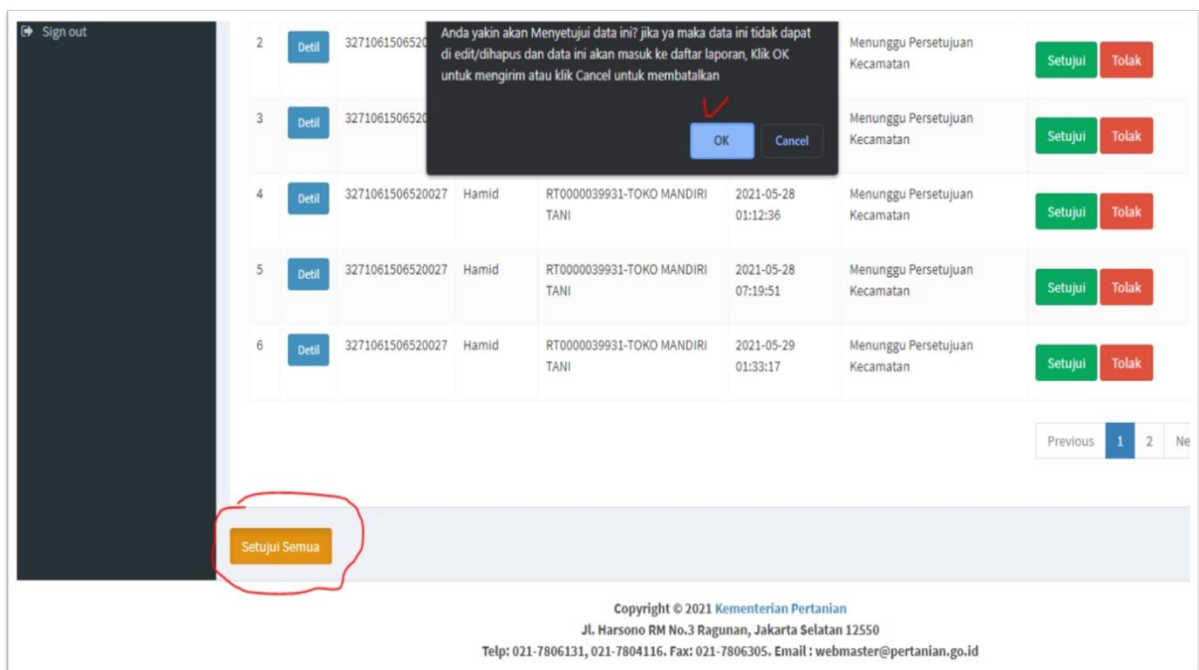 Sign out
Anda yakin akan Menyetujui data ini? jika ya maka data ini tidak dapat
di edit/dihapus dan data ini akan masuk ke daftar laporan, Klik OK
untuk mengirim atau klik Cancel untuk membatalkan
OK Cancel
2 Detil 3271061506520 Menunggu Persetujuan Setujui Tolak
Kecamatan
3 Detil 3271061506520 Menunggu Persetujuan Setujui Tolak
Kecamatan
4 Detil 3271061506520027 Hamid RT0000039931-TOKO MANDIRI 2021-05-28 Menunggu Persetujuan Setujui Tolak
TANI 01:12:36 Kecamatan
5 Detil 3271061506520027 Hamid RT0000039931-TOKO MANDIRI 2021-05-28 Menunggu Persetujuan Setujui Tolak
TANI 07:19:51 Kecamatan
6 Detil 3271061506520027 Hamid RT0000039931-TOKO MANDIRI 2021-05-29 Menunggu Persetujuan Setujui Tolak
TANI 01:33:17 Kecamatan
Previous 1 2 Ne
Setujui Semua
Copyright © 2021 Kementerian Pertanian
Jl. Harsono RM No.3 Ragunan, Jakarta Selatan 12550
Telp: 021-7806131, 021-7804116. Fax: 021-7806305. Email : webmaster@pertanian.go.id